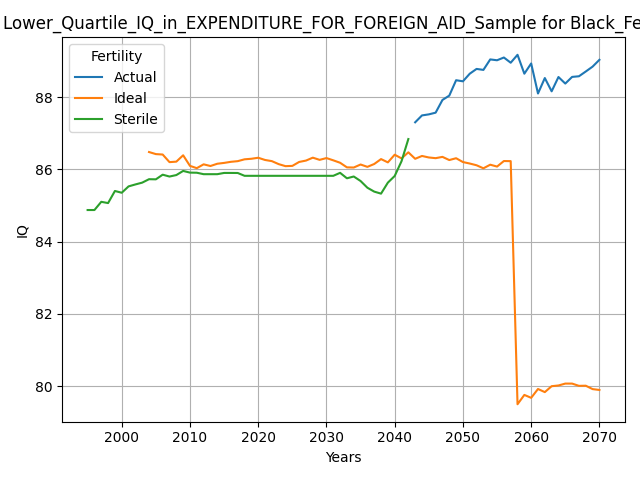 Lower_Quartile_IQ_in_EXPENDITURE_FOR_FOREIGN_AID_Sample for Black_Fe
Fertility
Actual
Ideal
Sterile
IQ
88
86
84
82
80
2000 2010 2020 2030 2040 2050 2060 2070
Years